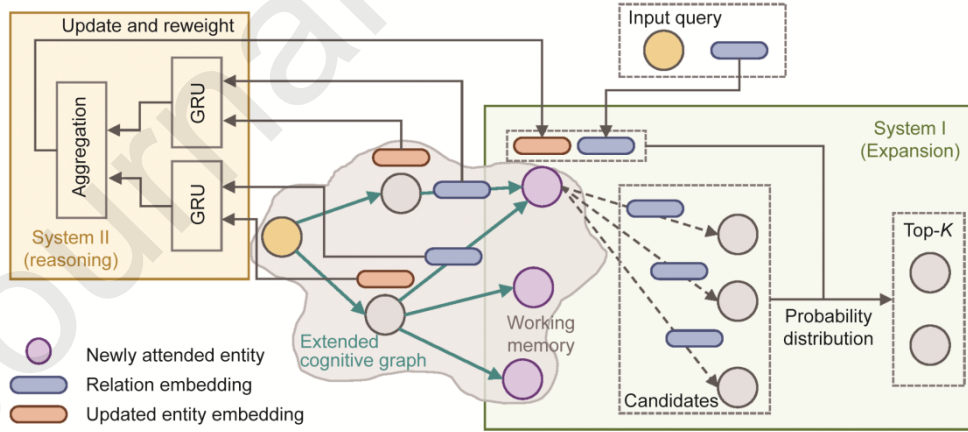 Update and reweight
Input query
GRU
Aggregation
GRU
System II
(reasoning)
System I
(Expansion)
Top-K
Extended
cognitive graph
Working
memory
Candidates
Probability
distribution
Newly attended entity
Relation embedding
Updated entity embedding